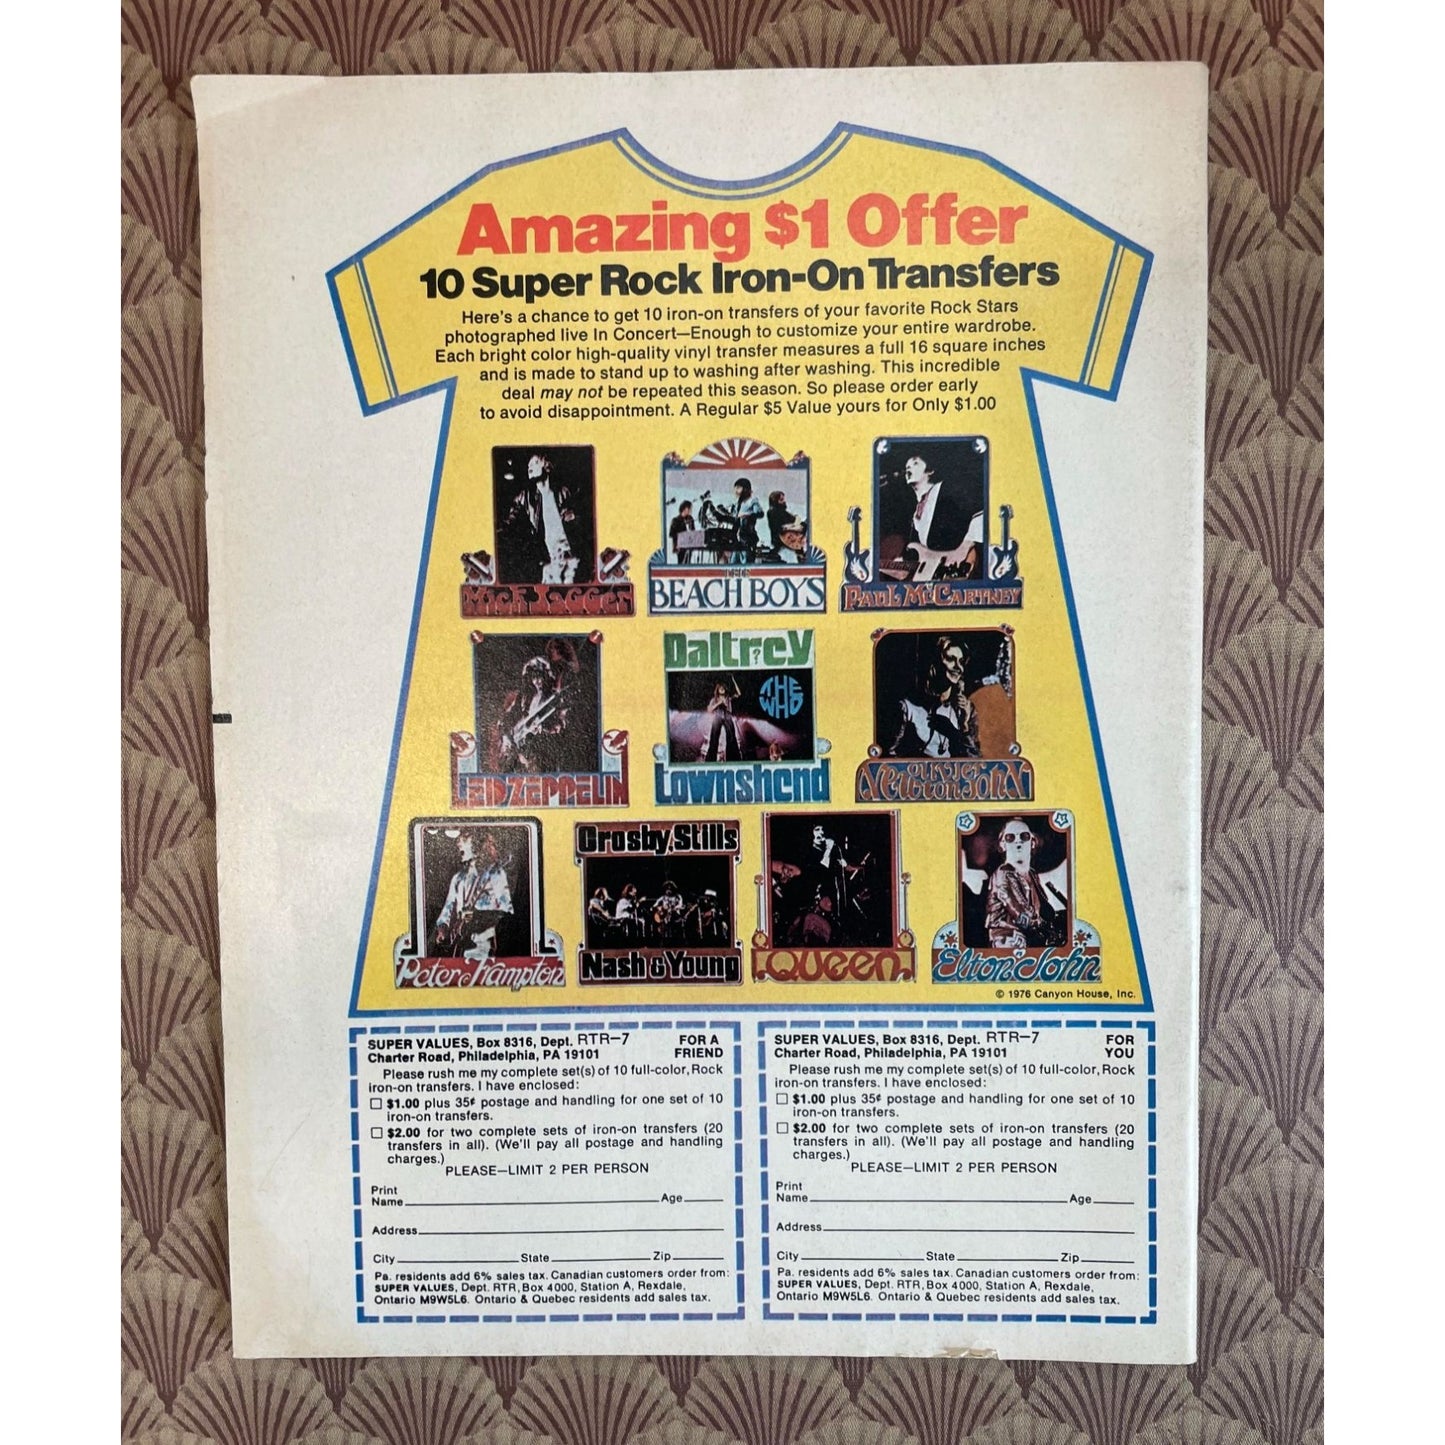 Amazing $1 Offer
10 Super Rock Iron-On Transfers
Here's a chance to get 10 iron-on transfers of your favorite Rock Stars
photographed live In Concert—Enough to customize your entire wardrobe.
Each bright color high-quality vinyl transfer measures a full 16 square inches
and is made to stand up to washing after washing. This incredible
deal may not be repeated this season. So please order early
to avoid disappointment. A Regular $5 Value yours for Only $1.00
Mick Jagger
THE
BEACH BOYS
PAUL McCARTNEY
LED ZEPPELIN
Daltrey
THE
WHO
Townshend
OLIVIA
NEWTON JOHN
Peter Frampton
Crosby, Stills
Nash & Young
QUEEN
Elton John
© 1976 Canyon House, Inc.
SUPER VALUES, Box 8316, Dept. RTR-7 FOR A
Charter Road, Philadelphia, PA 19101 FRIEND
Please rush me my complete set(s) of 10 full-color, Rock
iron-on transfers. I have enclosed:
$1.00 plus 35¢ postage and handling for one set of 10
iron-on transfers.
$2.00 for two complete sets of iron-on transfers (20
transfers in all). (We'll pay all postage and handling
charges.)
PLEASE—LIMIT 2 PER PERSON
Print
Name Age
Address
City State Zip
Pa. residents add 6% sales tax. Canadian customers order from:
SUPER VALUES, Dept. RTR, Box 4000, Station A, Rexdale,
Ontario M9W5L6. Ontario & Quebec residents add sales tax.
SUPER VALUES, Box 8316, Dept. RTR-7 FOR
Charter Road, Philadelphia, PA 19101 YOU
Please rush me my complete set(s) of 10 full-color, Rock
iron-on transfers. I have enclosed:
$1.00 plus 35¢ postage and handling for one set of 10
iron-on transfers.
$2.00 for two complete sets of iron-on transfers (20
transfers in all). (We'll pay all postage and handling
charges.)
PLEASE—LIMIT 2 PER PERSON
Print
Name Age
Address
City State Zip
Pa. residents add 6% sales tax. Canadian customers order from:
SUPER VALUES, Dept. RTR, Box 4000, Station A, Rexdale,
Ontario M9W5L6. Ontario & Quebec residents add sales tax.